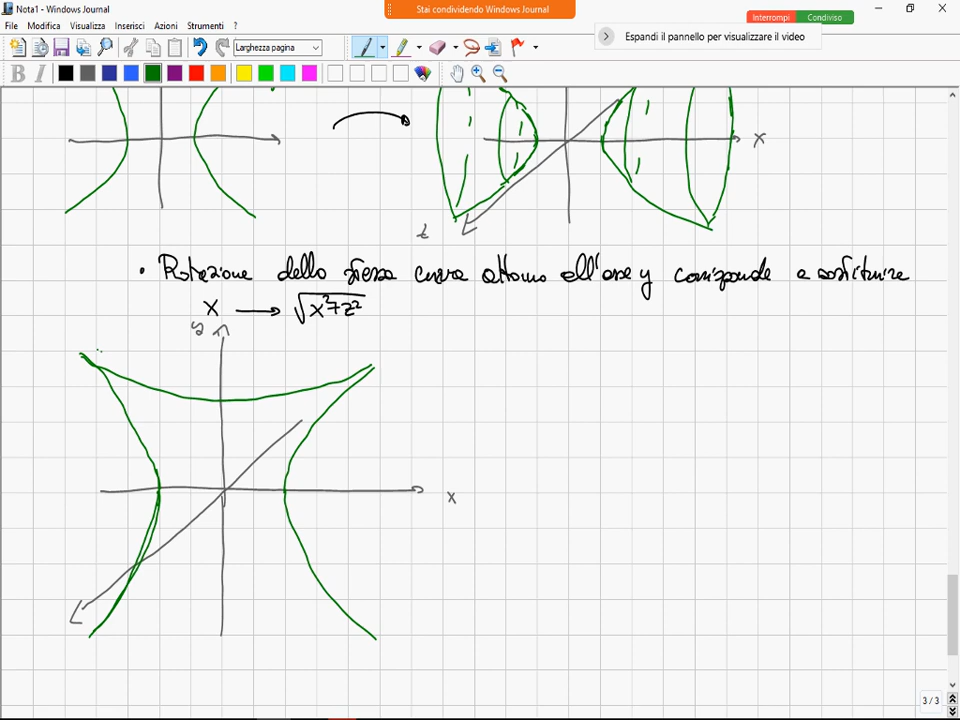 Nota1 - Windows Journal
Stai condividendo Windows Journal
Interrompi
Condiviso
File Modifica Visualizza Inserisci Azioni Strumenti ?
Espandi il pannello per visualizzare il video
Larghezza pagina
B I
x
z
• Rotazione della stessa curva attorno all'asse y corrisponde a sostituire
x → √x²+z²
y
x
3 / 3